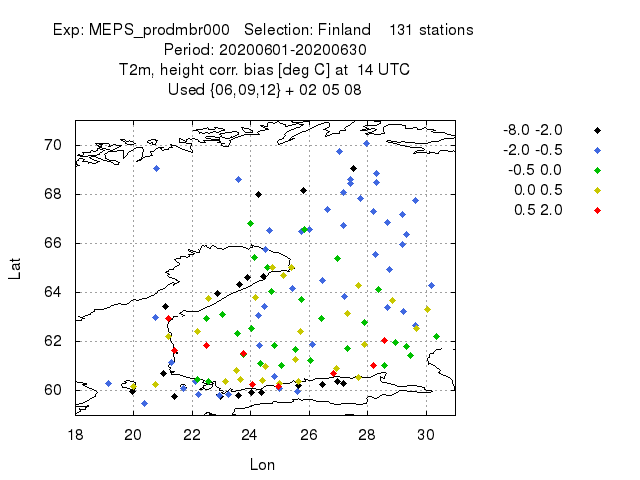 Exp: MEPS_prodmbr000 Selection: Finland 131 stations
Period: 20200601-20200630
T2m, height corr. bias [deg C] at 14 UTC
Used {06,09,12} + 02 05 08
-8.0 -2.0
-2.0 -0.5
-0.5 0.0
0.0 0.5
0.5 2.0
70
68
66
64
62
60
Lat
18 20 22 24 26 28 30
Lon